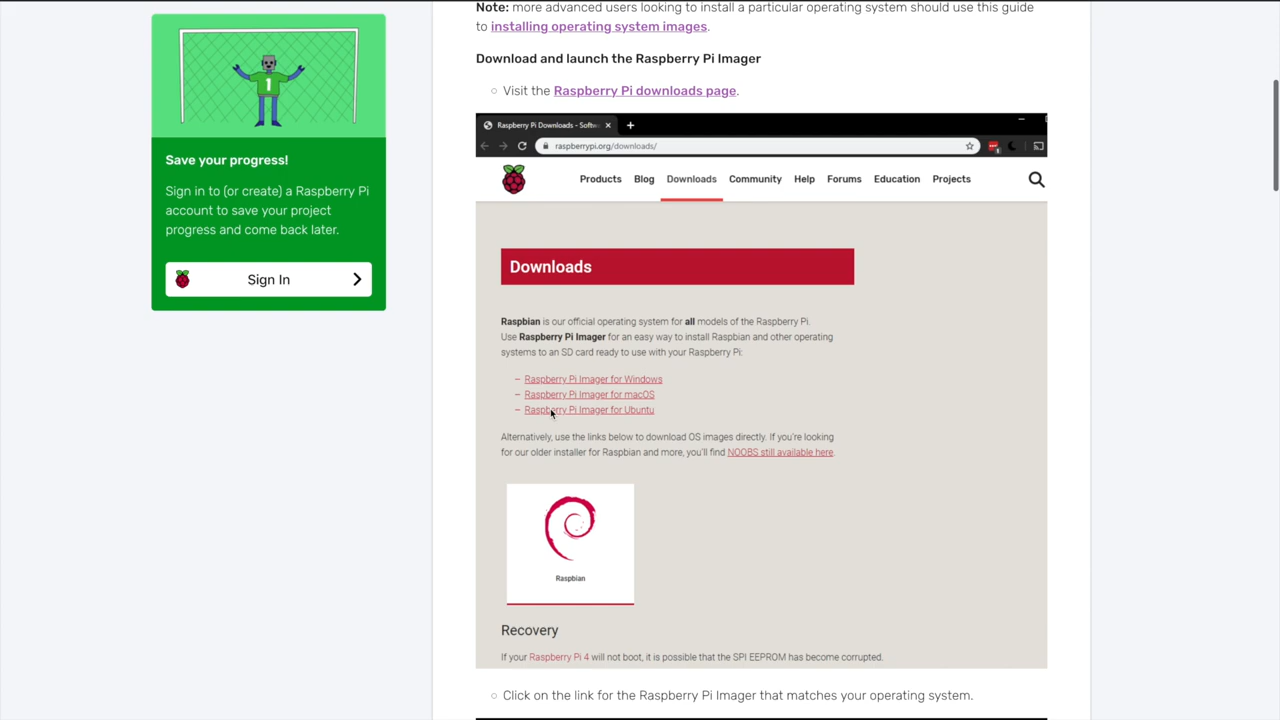 Note: more advanced users looking to install a particular operating system should use this guide
to installing operating system images.
Download and launch the Raspberry Pi Imager
Visit the Raspberry Pi downloads page.
1
Save your progress!
Sign in to (or create) a Raspberry Pi
account to save your project
progress and come back later.
Sign In
Raspberry Pi Downloads - Softw
raspberrypi.org/downloads/
Products Blog Downloads Community Help Forums Education Projects
Downloads
Raspbian is our official operating system for all models of the Raspberry Pi.
Use Raspberry Pi Imager for an easy way to install Raspbian and other operating
systems to an SD card ready to use with your Raspberry Pi:
– Raspberry Pi Imager for Windows
– Raspberry Pi Imager for macOS
– Raspberry Pi Imager for Ubuntu
Alternatively, use the links below to download OS images directly. If you're looking
for our older installer for Raspbian and more, you'll find NOOBS still available here.
Raspbian
Recovery
If your Raspberry Pi 4 will not boot, it is possible that the SPI EEPROM has become corrupted.
Click on the link for the Raspberry Pi Imager that matches your operating system.